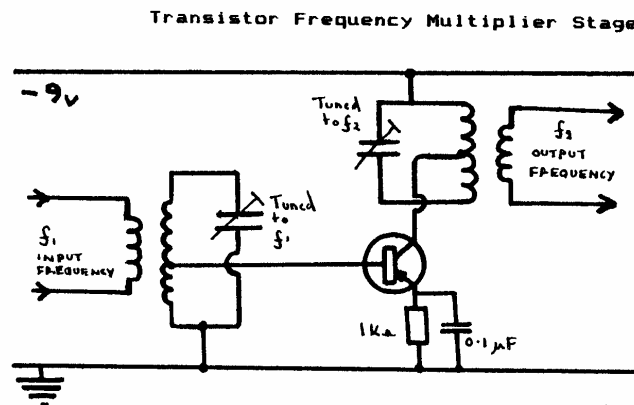 Transistor Frequency Multiplier Stage
-9v
Tuned
to f2
f2
OUTPUT
FREQUENCY
Tuned
to
f1
f1
INPUT
FREQUENCY
1KΩ
0.1µF